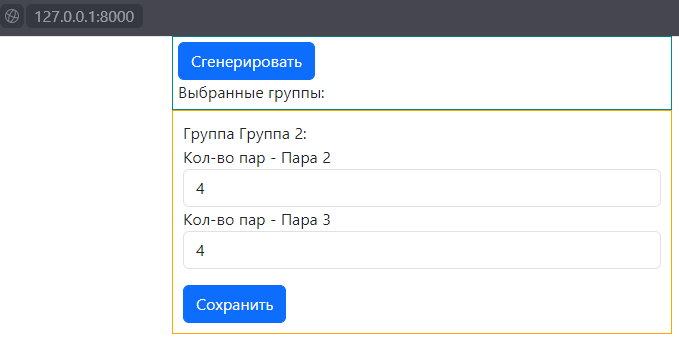 127.0.0.1:8000
Сгенерировать
Выбранные группы:
Группа Группа 2:
Кол-во пар - Пара 2
4
Кол-во пар - Пара 3
4
Сохранить